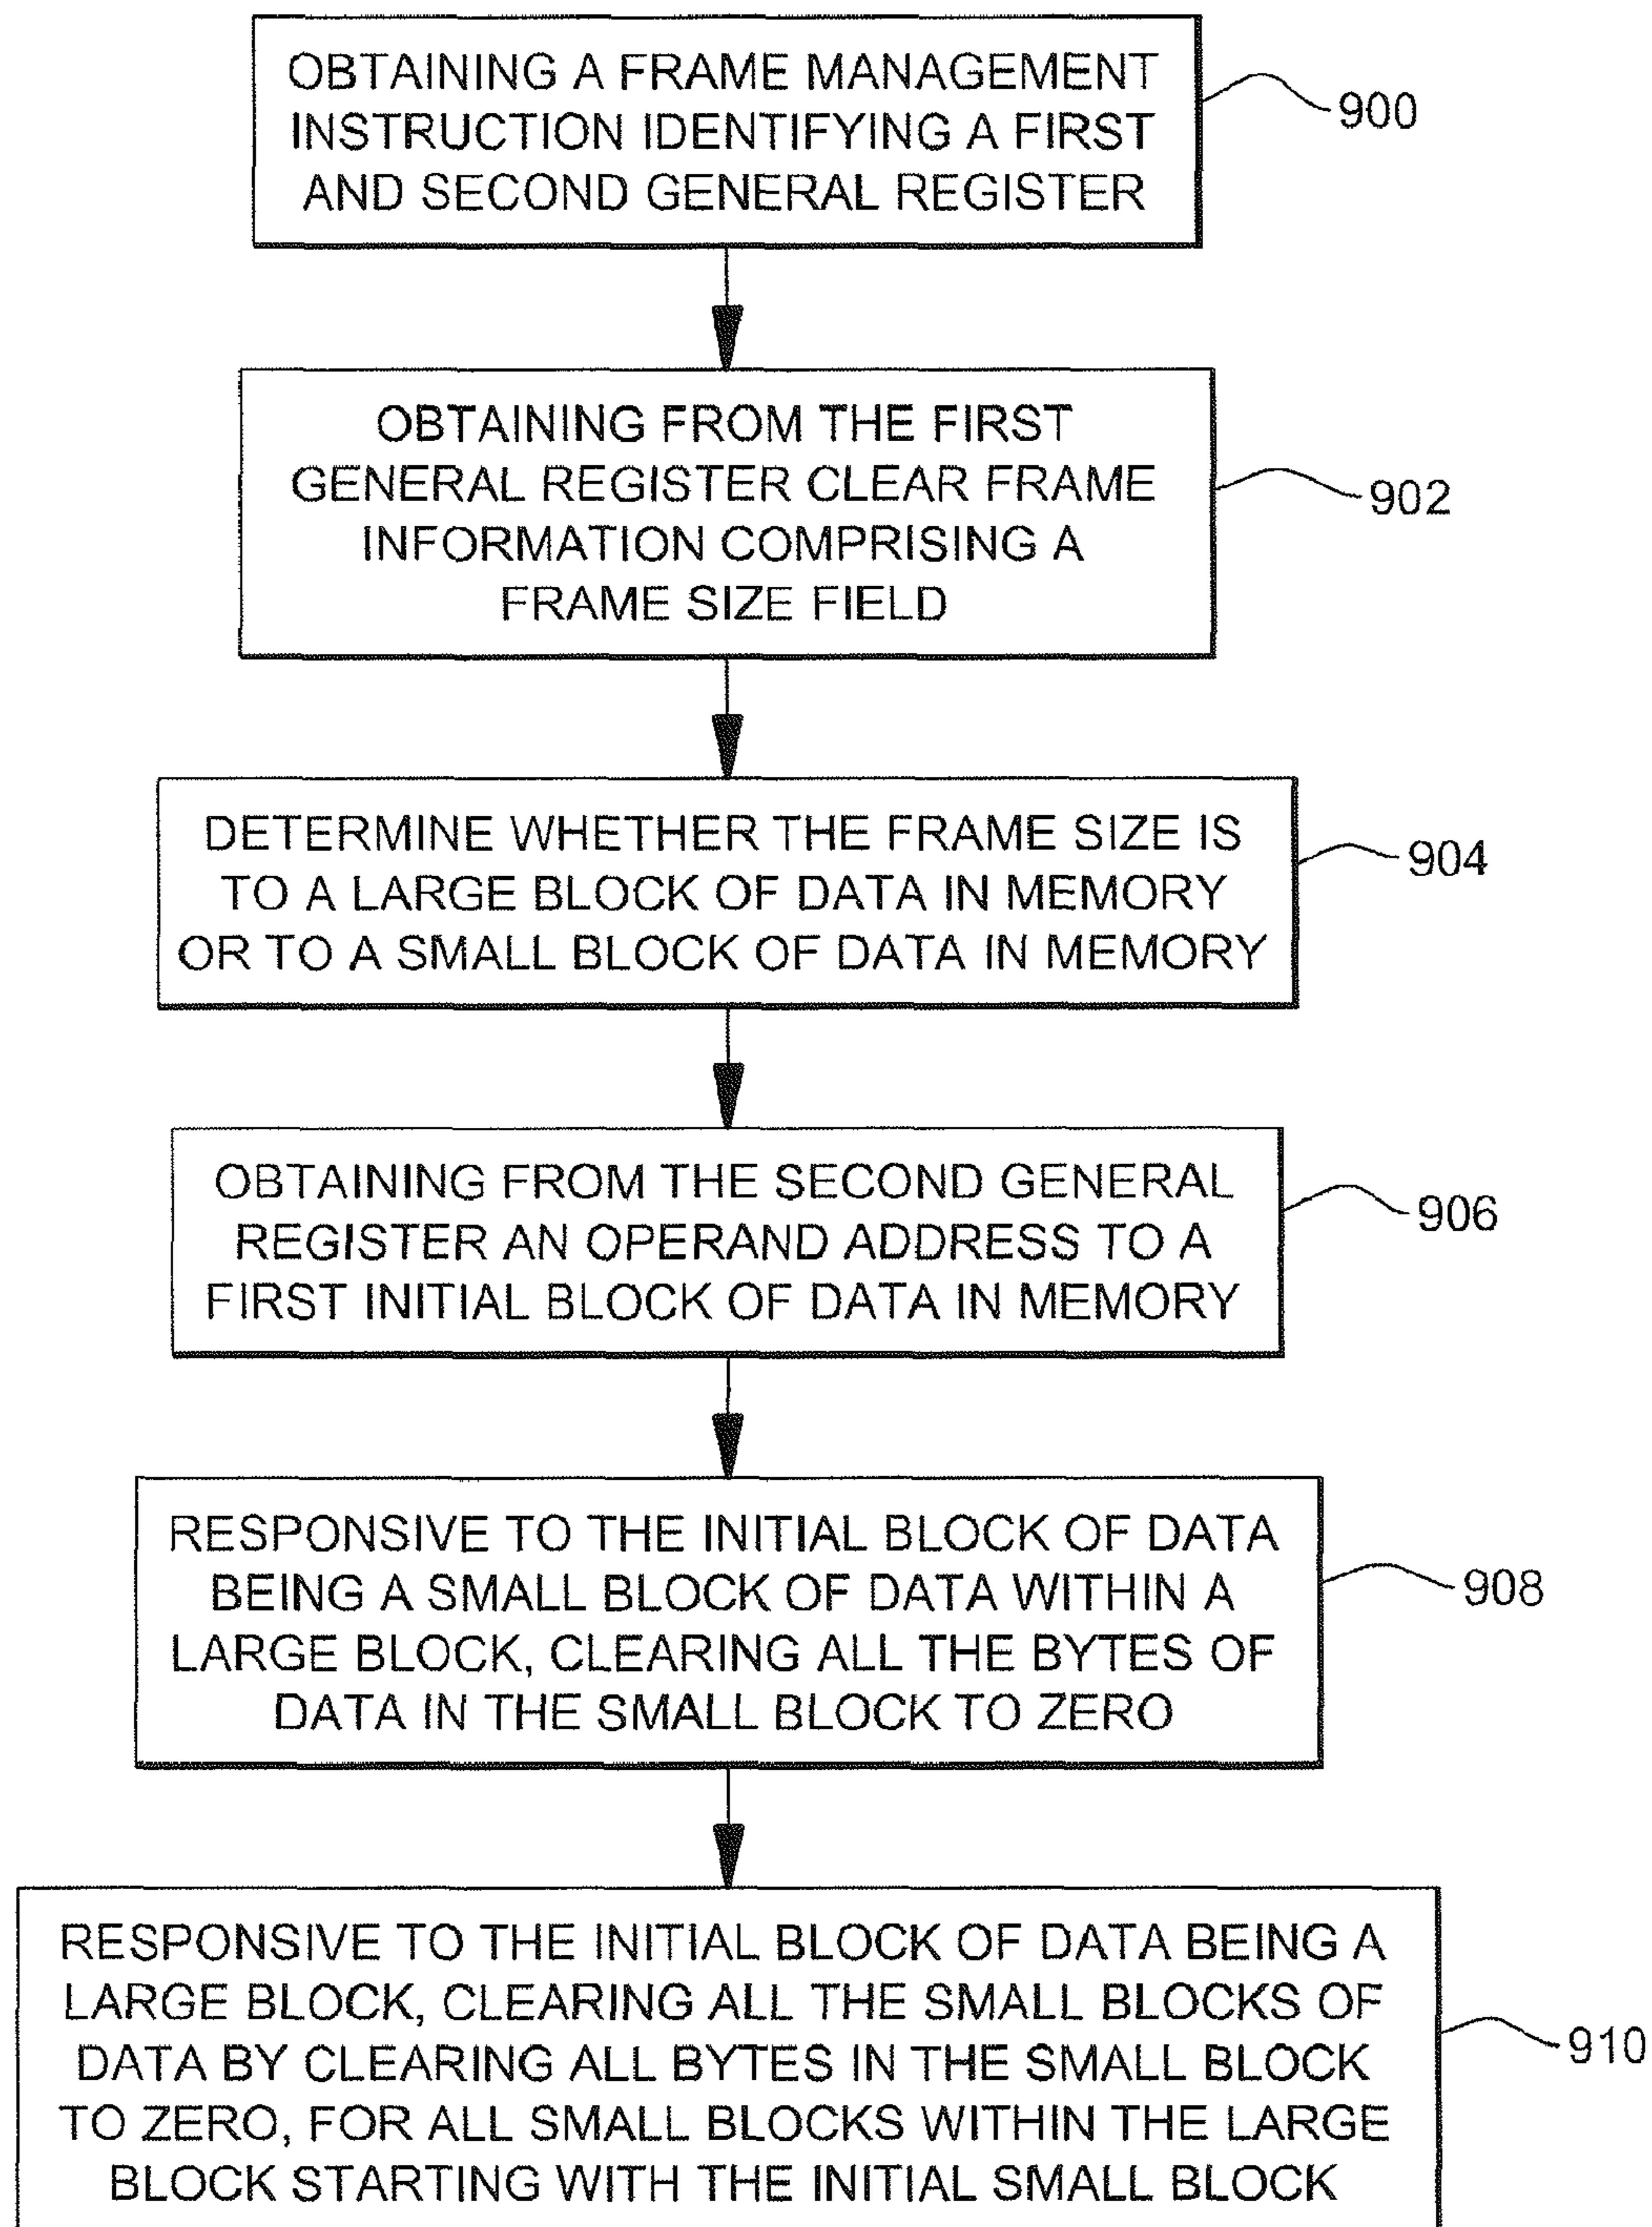 OBTAINING A FRAME MANAGEMENT
INSTRUCTION IDENTIFYING A FIRST
AND SECOND GENERAL REGISTER
900
OBTAINING FROM THE FIRST
GENERAL REGISTER CLEAR FRAME
INFORMATION COMPRISING A
FRAME SIZE FIELD
902
DETERMINE WHETHER THE FRAME SIZE IS
TO A LARGE BLOCK OF DATA IN MEMORY
OR TO A SMALL BLOCK OF DATA IN MEMORY
904
OBTAINING FROM THE SECOND GENERAL
REGISTER AN OPERAND ADDRESS TO A
FIRST INITIAL BLOCK OF DATA IN MEMORY
906
RESPONSIVE TO THE INITIAL BLOCK OF DATA
BEING A SMALL BLOCK OF DATA WITHIN A
LARGE BLOCK, CLEARING ALL THE BYTES OF
DATA IN THE SMALL BLOCK TO ZERO
908
RESPONSIVE TO THE INITIAL BLOCK OF DATA BEING A
LARGE BLOCK, CLEARING ALL THE SMALL BLOCKS OF
DATA BY CLEARING ALL BYTES IN THE SMALL BLOCK
TO ZERO, FOR ALL SMALL BLOCKS WITHIN THE LARGE
BLOCK STARTING WITH THE INITIAL SMALL BLOCK
910